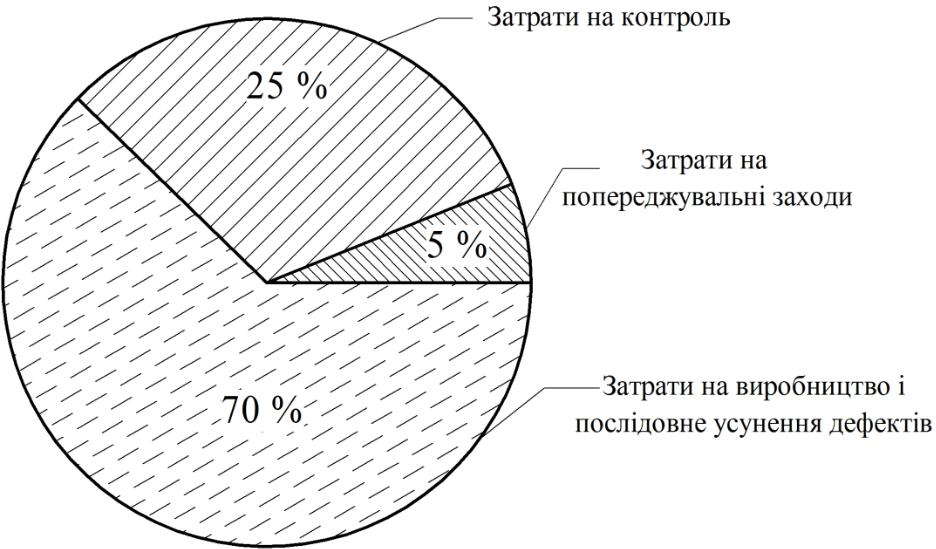 Затрати на контроль
25 %
Затрати на
попереджувальні заходи
5 %
Затрати на виробництво і
послідовне усунення дефектів
70 %